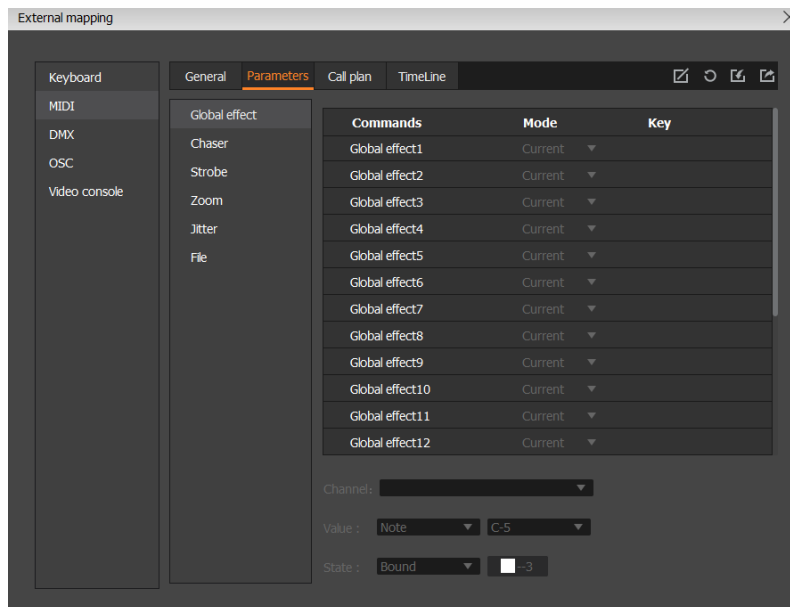 External mapping
Keyboard
MIDI
DMX
OSC
Video console
General Parameters Call plan TimeLine
Global effect
Chaser
Strobe
Zoom
Jitter
File
Commands Mode Key
Global effect1 Current
Global effect2 Current
Global effect3 Current
Global effect4 Current
Global effect5 Current
Global effect6 Current
Global effect7 Current
Global effect8 Current
Global effect9 Current
Global effect10 Current
Global effect11 Current
Global effect12 Current
Channel:
Value : Note C-5
State : Bound --3